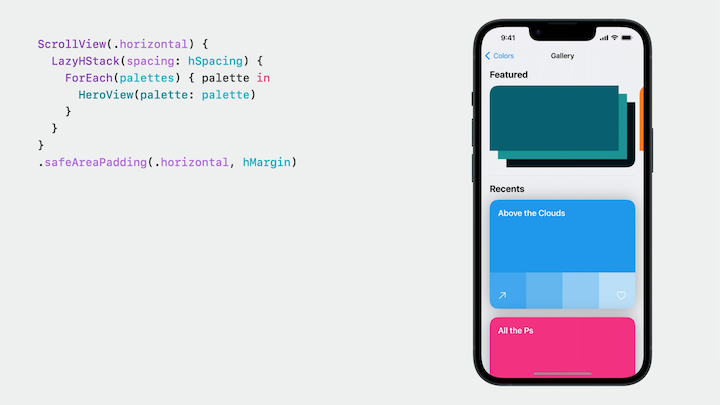 ScrollView(.horizontal) {
LazyHStack(spacing: hSpacing) {
ForEach(palettes) { palette in
HeroView(palette: palette)
}
}
}
.safeAreaPadding(.horizontal, hMargin)
9:41
Colors
Gallery
Featured
Recents
Above the Clouds
All the Ps